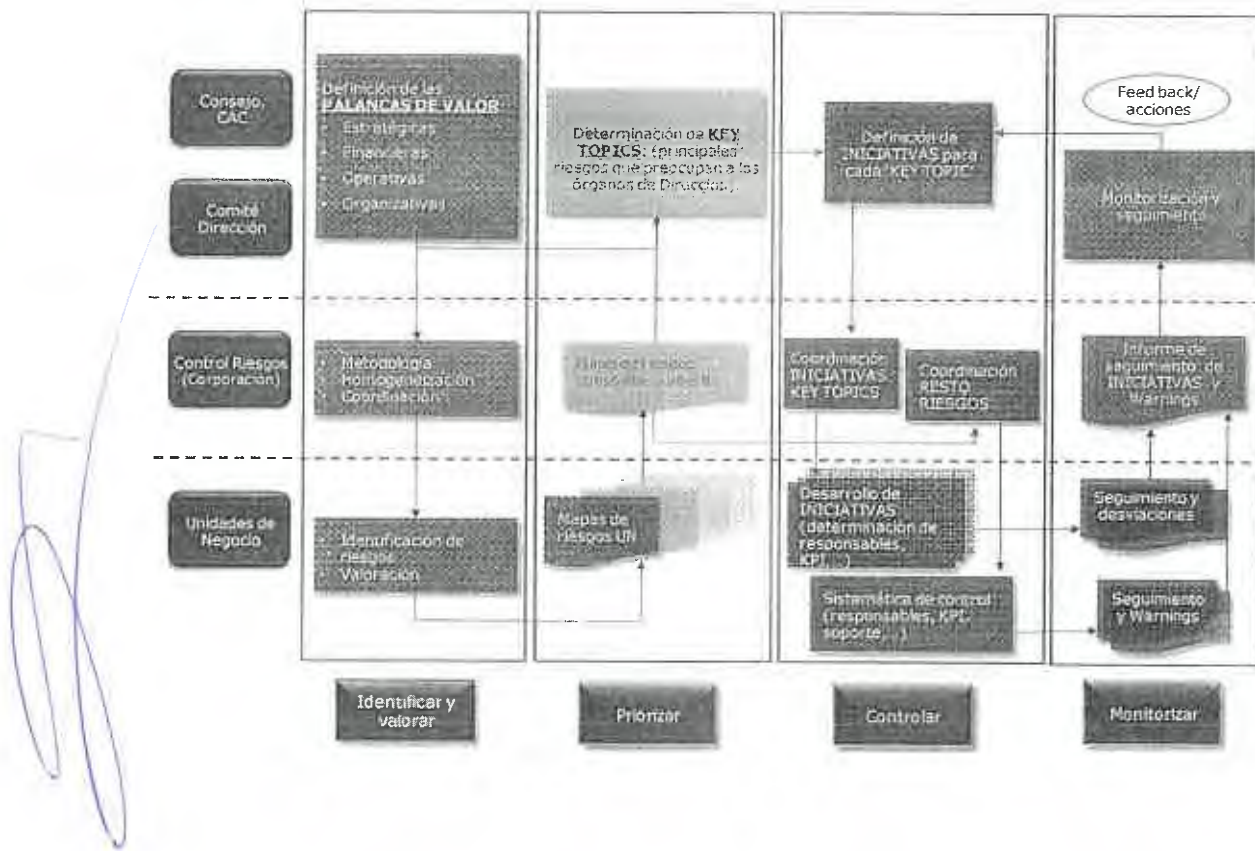 Consejo,
CAC
Comité
Dirección
Control Riesgos
(Corporación)
Unidades de
Negocio
Definición de las
PALANCAS DE VALOR
• Estratégicas
• Financieras
• Operativas
• Organizativas
• Metodología
• Homogeneización
• Coordinación
• Identificación de
riesgos
• Valoración
Identificar y
valorar
Determinación de KEY
TOPICS: (principales
riesgos que preocupan a los
órganos de Dirección).
Mapas de
riesgos UN
Priorizar
Definición de
INICIATIVAS para
cada "KEY TOPIC"
Coordinación
INICIATIVAS
KEY TOPICS
Coordinación
RESTO
RIESGOS
Desarrollo de
INICIATIVAS
(determinación de
responsables,
KPI,...)
Sistemática de control
(responsables, KPI,
soporte,...)
Controlar
Feed back/
acciones
Monitorización y
seguimiento
Informe de
seguimiento de
INICIATIVAS y
Warnings
Seguimiento y
desviaciones
Seguimiento
y Warnings
Monitorizar